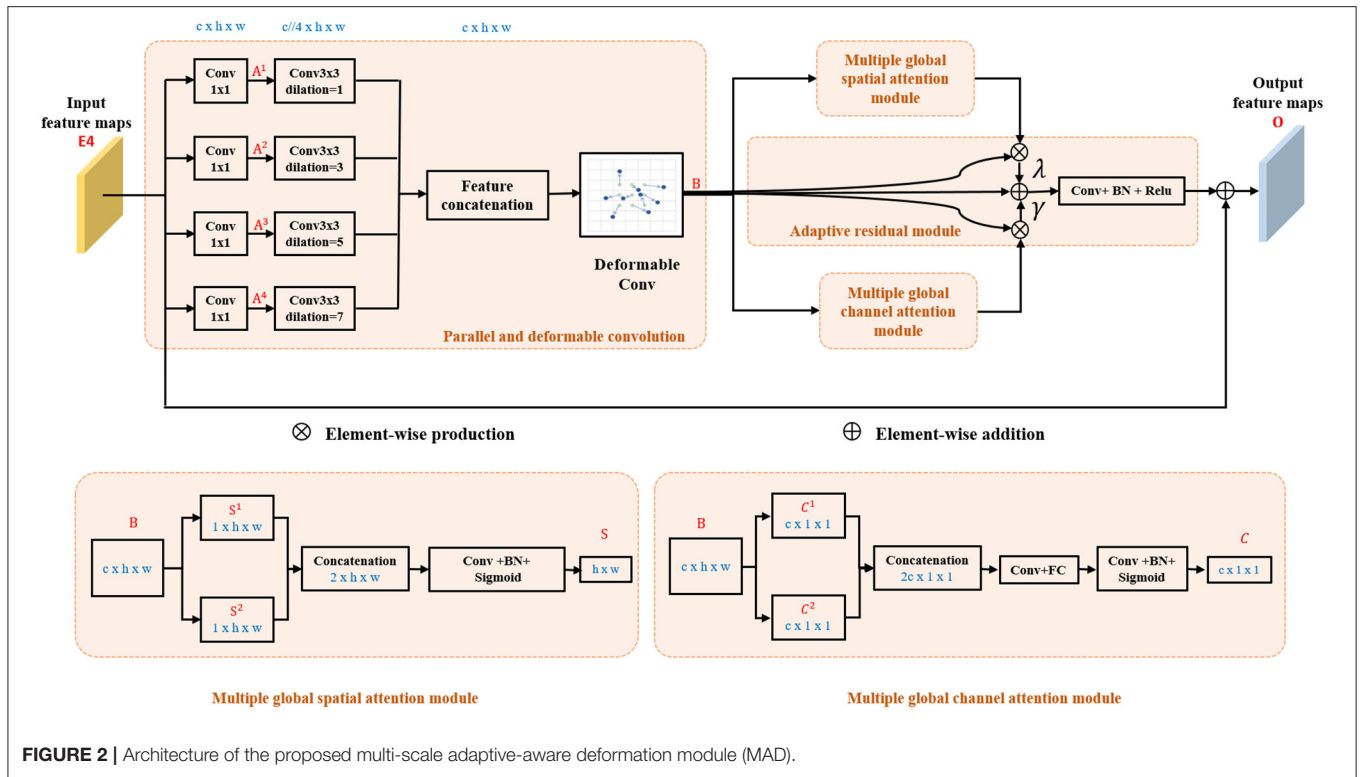 c x h x w
c//4 x h x w
c x h x w
Input
feature maps
E4
Conv
1x1
A¹
Conv3x3
dilation=1
Conv
1x1
A²
Conv3x3
dilation=3
Conv
1x1
A³
Conv3x3
dilation=5
Conv
1x1
A⁴
Conv3x3
dilation=7
Feature
concatenation
Deformable
Conv
Parallel and deformable convolution
B
Multiple global
spatial attention
module
λ
γ
Conv+ BN + Relu
Adaptive residual module
Multiple global
channel attention
module
Output
feature maps
O
⊗ Element-wise production
⊕ Element-wise addition
B
c x h x w
S¹
1 x h x w
S²
1 x h x w
Concatenation
2 x h x w
Conv +BN+
Sigmoid
S
h x w
Multiple global spatial attention module
B
c x h x w
C¹
c x 1 x 1
C²
c x 1 x 1
Concatenation
2c x 1 x 1
Conv+FC
Conv +BN+
Sigmoid
C
c x 1 x 1
Multiple global channel attention module
FIGURE 2 | Architecture of the proposed multi-scale adaptive-aware deformation module (MAD).